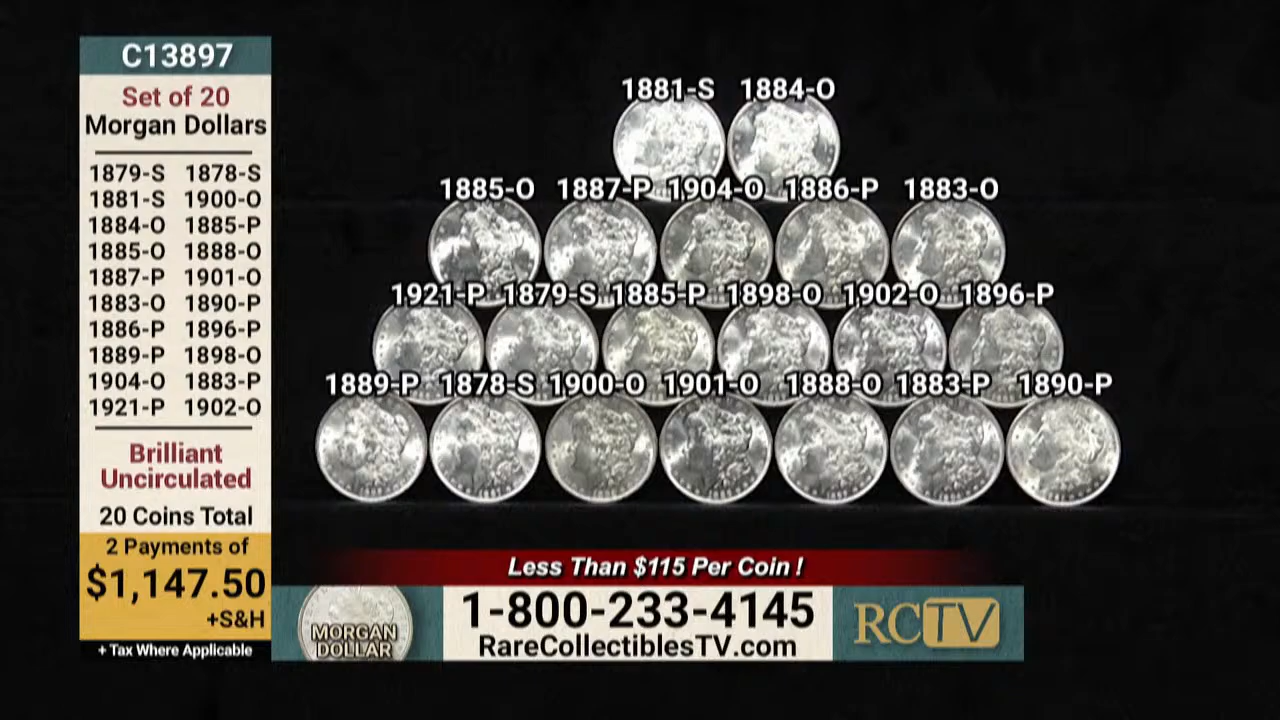 C13897
Set of 20
Morgan Dollars
1879-S 1878-S
1881-S 1900-O
1884-O 1885-P
1885-O 1888-O
1887-P 1901-O
1883-O 1890-P
1886-P 1896-P
1889-P 1898-O
1904-O 1883-P
1921-P 1902-O
Brilliant
Uncirculated
20 Coins Total
2 Payments of
$1,147.50
+S&H
+ Tax Where Applicable
1881-S 1884-O
1885-O 1887-P 1904-O 1886-P 1883-O
1921-P 1879-S 1885-P 1898-O 1902-O 1896-P
1889-P 1878-S 1900-O 1901-O 1888-O 1883-P 1890-P
Less Than $115 Per Coin !
MORGAN
DOLLAR
1-800-233-4145
RareCollectiblesTV.com
RCTV